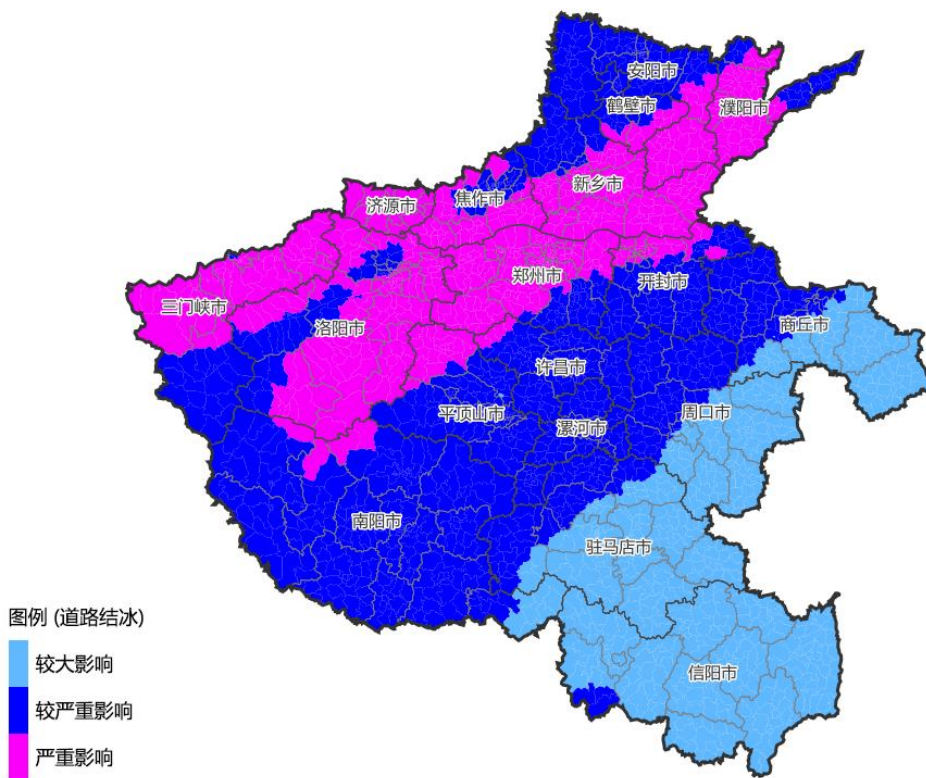 安阳市
鹤壁市
濮阳市
新乡市
焦作市
济源市
郑州市
开封市
三门峡市
洛阳市
商丘市
许昌市
平顶山市
周口市
漯河市
南阳市
驻马店市
信阳市
图例 (道路结冰)
较大影响
较严重影响
严重影响